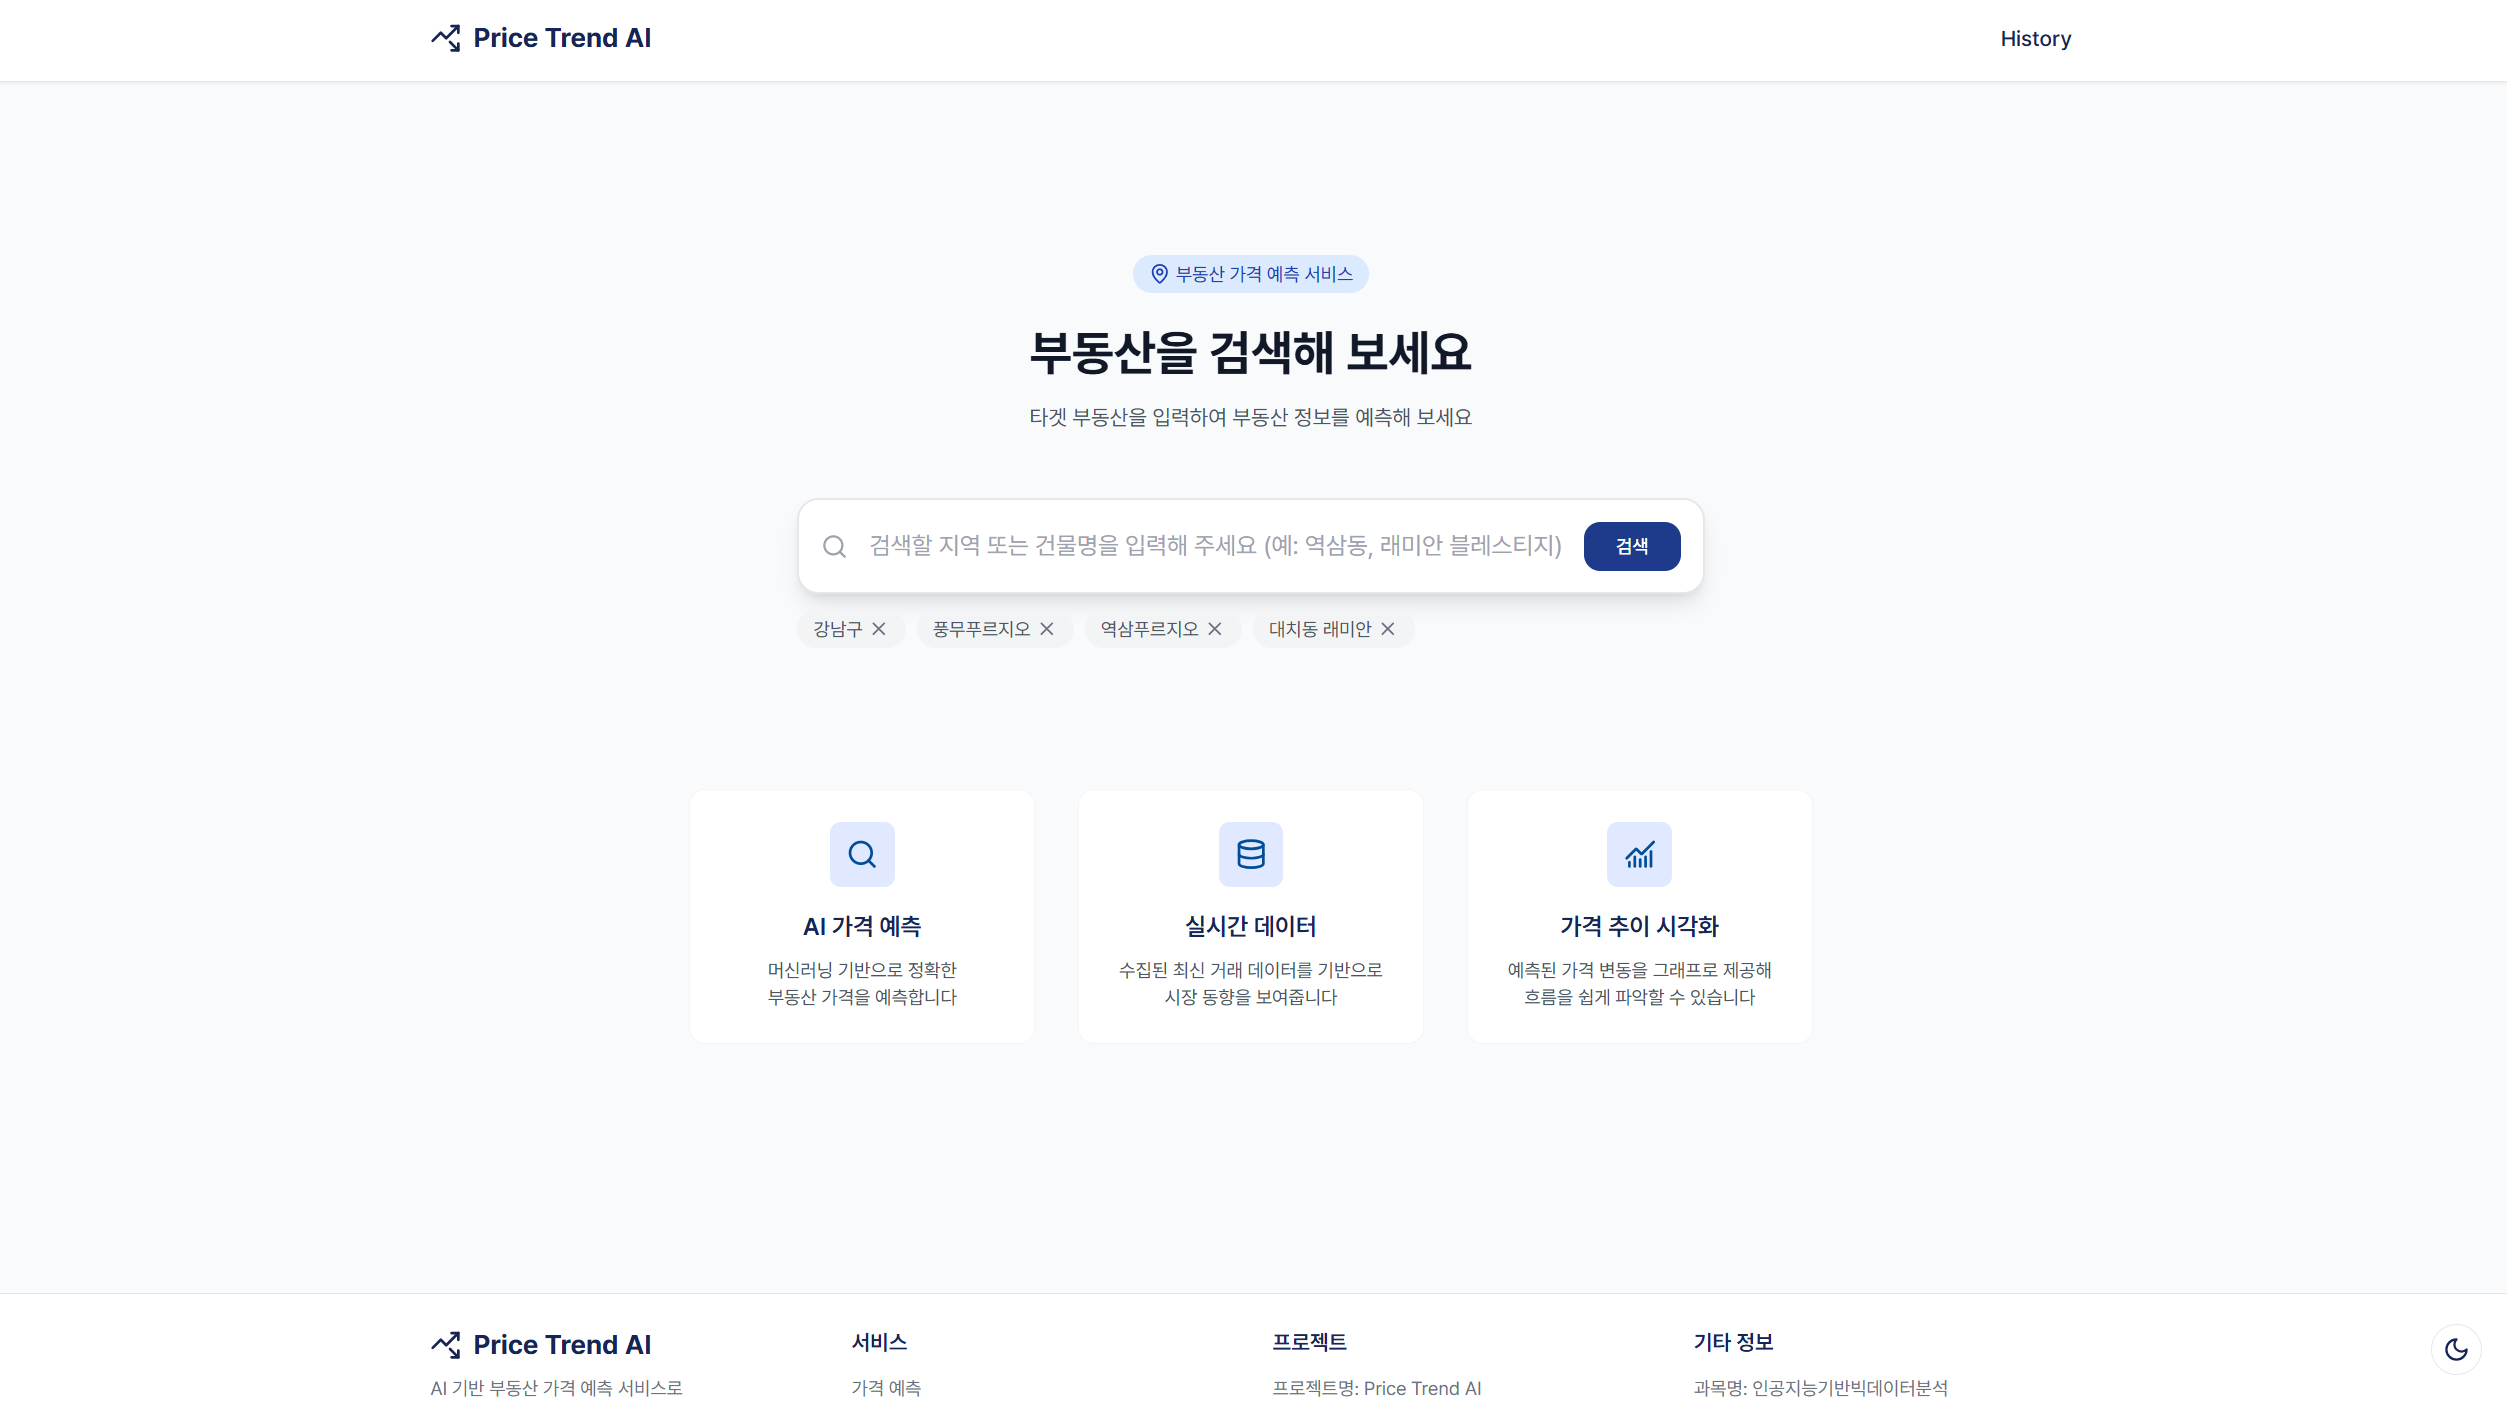 Price Trend AI
History
부동산 가격 예측 서비스
부동산을 검색해 보세요
타겟 부동산을 입력하여 부동산 정보를 예측해 보세요
검색할 지역 또는 건물명을 입력해 주세요 (예: 역삼동, 래미안 블레스티지)
검색
강남구
풍무푸르지오
역삼푸르지오
대치동 래미안
AI 가격 예측
머신러닝 기반으로 정확한
부동산 가격을 예측합니다
실시간 데이터
수집된 최신 거래 데이터를 기반으로
시장 동향을 보여줍니다
가격 추이 시각화
예측된 가격 변동을 그래프로 제공해
흐름을 쉽게 파악할 수 있습니다
Price Trend AI
AI 기반 부동산 가격 예측 서비스로
서비스
가격 예측
프로젝트
프로젝트명: Price Trend AI
기타 정보
과목명: 인공지능기반빅데이터분석